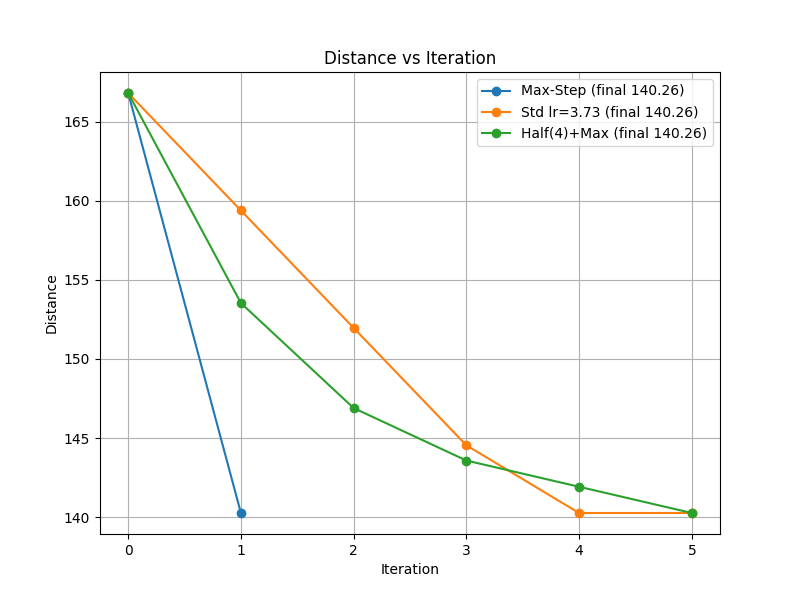 Distance vs Iteration
Max-Step (final 140.26)
Std lr=3.73 (final 140.26)
Half(4)+Max (final 140.26)
Distance
165
160
155
150
145
140
0 1 2 3 4 5
Iteration